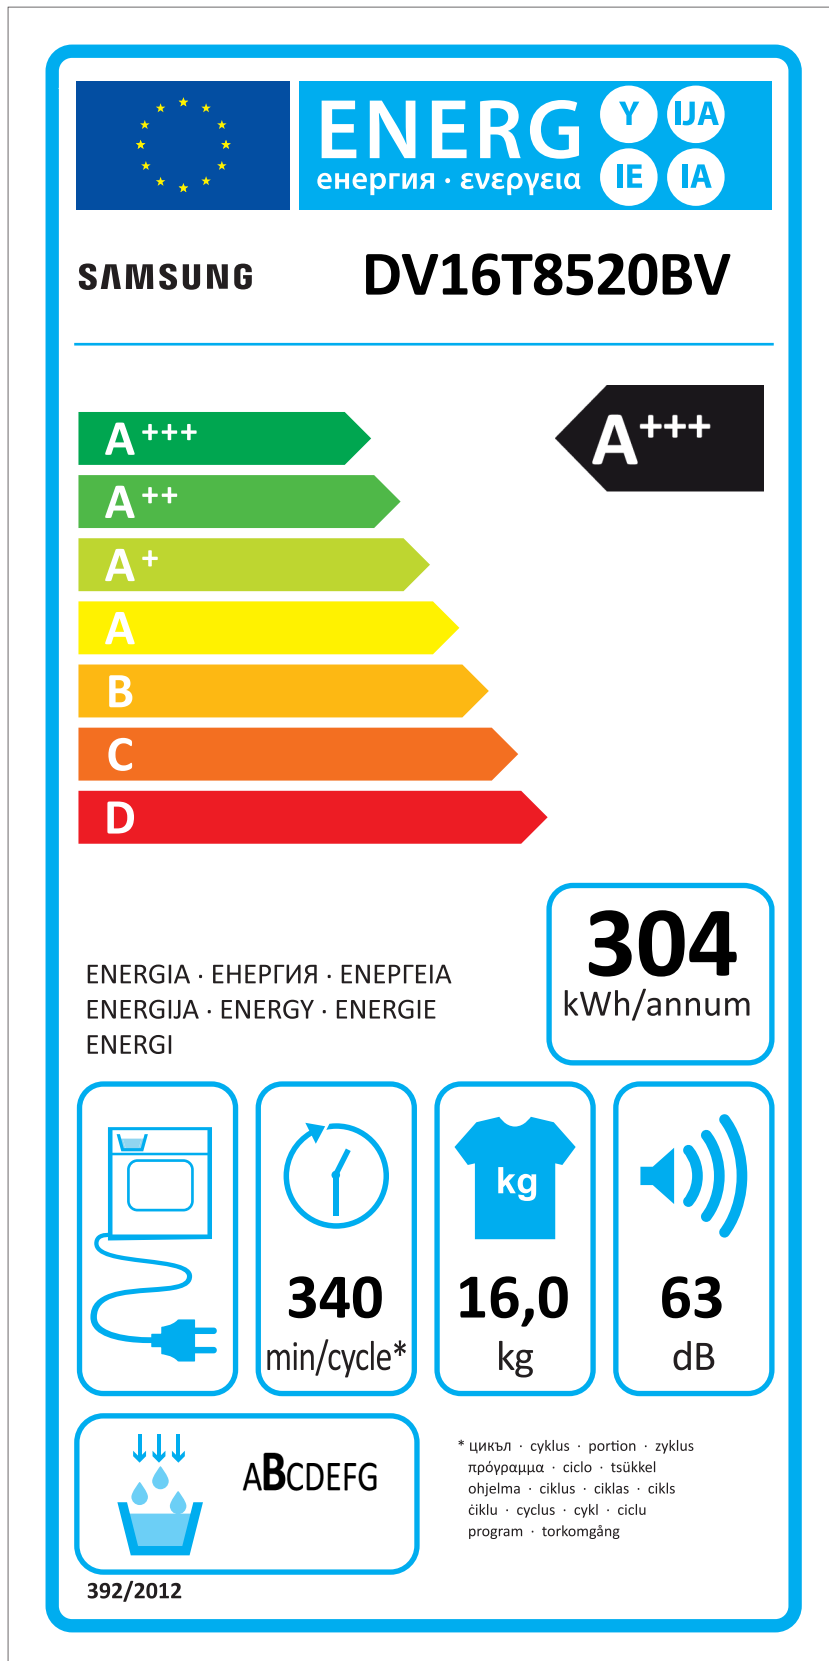 ENERG
Y
IJA
IE
IA
енергия · ενεργεια
SAMSUNG
DV16T8520BV
A+++
A+++
A++
A+
A
B
C
D
304
kWh/annum
ENERGIA · ЕНЕРГИЯ · ΕΝΕΡΓΕΙΑ
ENERGIJA · ENERGY · ENERGIE
ENERGI
kg
340
min/cycle*
16,0
kg
63
dB
ABCDEFG
* цикъл · cyklus · portion · zyklus
πρόγραμμα · ciclo · tsükkel
ohjelma · ciklus · ciklas · cikls
ċiklu · cyclus · cykl · ciclu
program · torkomgång
392/2012